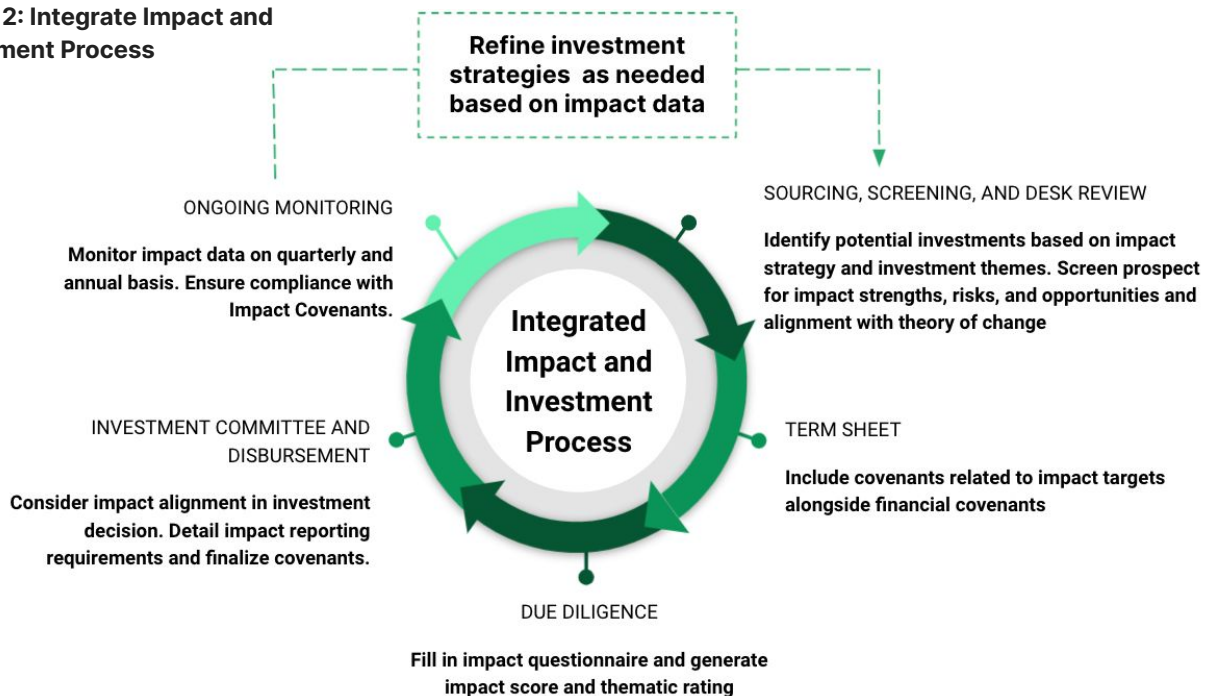 2: Integrate Impact and
ment Process
Refine investment
strategies as needed
based on impact data
ONGOING MONITORING
Monitor impact data on quarterly and
annual basis. Ensure compliance with
Impact Covenants.
SOURCING, SCREENING, AND DESK REVIEW
Identify potential investments based on impact
strategy and investment themes. Screen prospect
for impact strengths, risks, and opportunities and
alignment with theory of change
Integrated
Impact and
Investment
Process
INVESTMENT COMMITTEE AND
DISBURSEMENT
Consider impact alignment in investment
decision. Detail impact reporting
requirements and finalize covenants.
TERM SHEET
Include covenants related to impact targets
alongside financial covenants
DUE DILIGENCE
Fill in impact questionnaire and generate
impact score and thematic rating